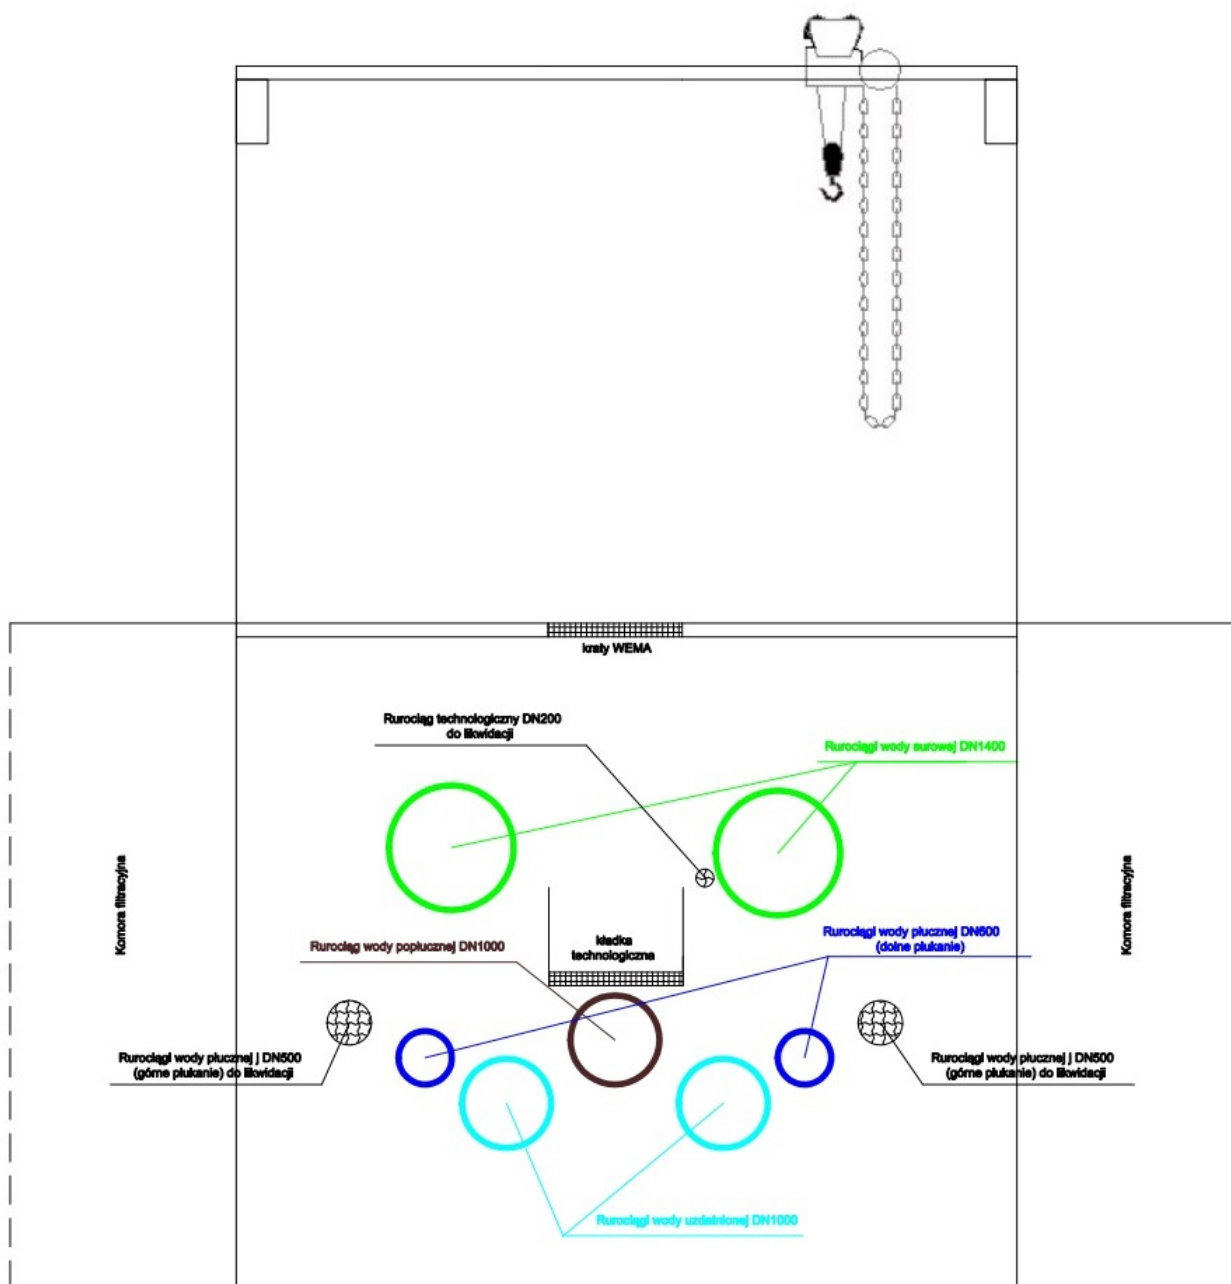 kraty WEMA
Rurociąg technologiczny DN200
do likwidacji
Rurociągi wody surowej DN1400
Komora filtracyjna
Komora filtracyjna
Rurociąg wody popłucznej DN1000
kładka
technologiczna
Rurociągi wody płucznej DN600
(dolne płukanie)
Rurociągi wody płucznej j DN500
(górne płukanie) do likwidacji
Rurociągi wody płucznej j DN500
(górne płukanie) do likwidacji
Rurociągi wody uzdatnionej DN1000